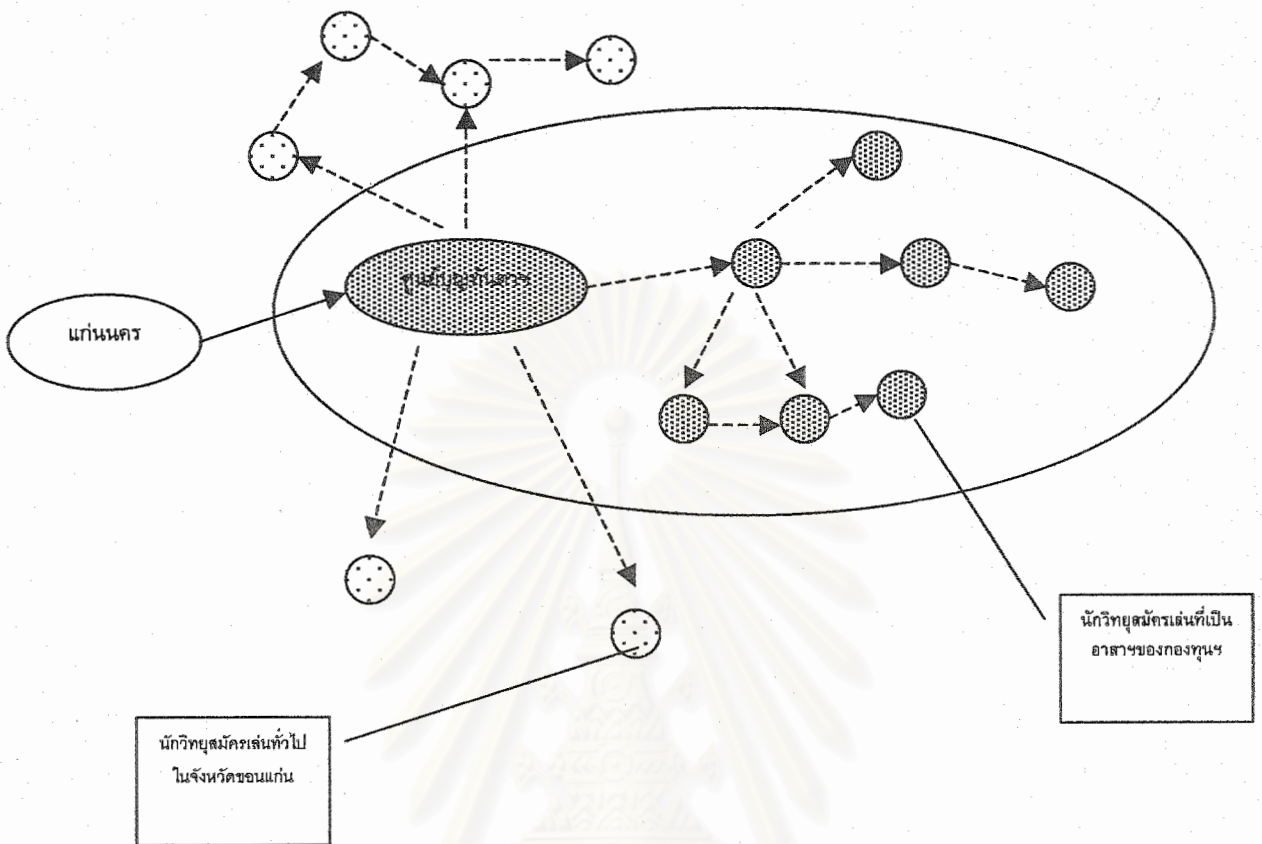 แก่นนคร
นักวิทยุสมัครเล่นที่เป็น
อาสาฯของกองทุนฯ
นักวิทยุสมัครเล่นทั่วไป
ในจังหวัดขอนแก่น